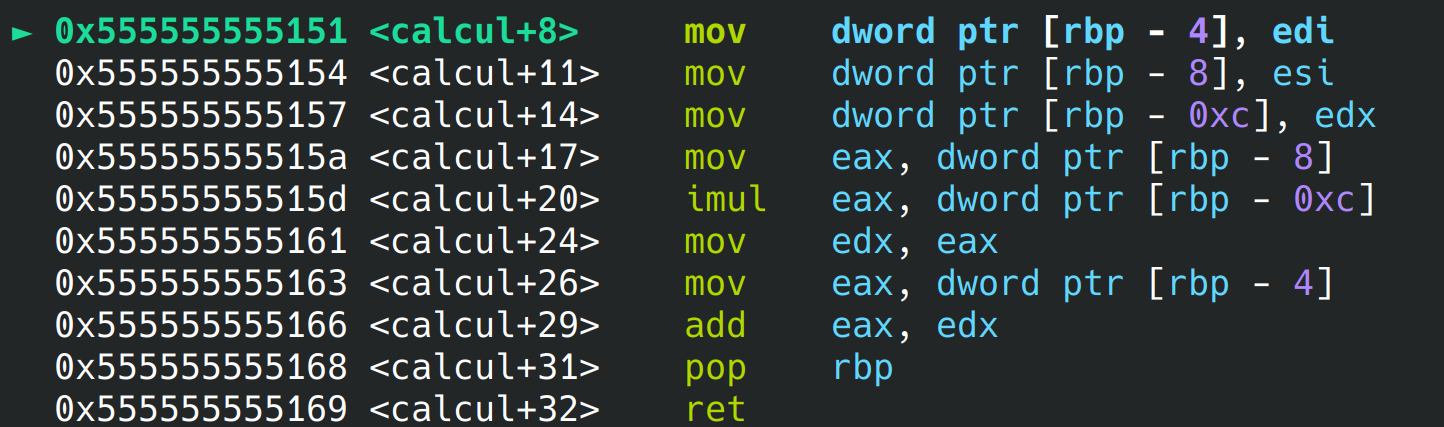 ► 0x555555555151 <calcul+8> mov dword ptr [rbp - 4], edi
0x555555555154 <calcul+11> mov dword ptr [rbp - 8], esi
0x555555555157 <calcul+14> mov dword ptr [rbp - 0xc], edx
0x55555555515a <calcul+17> mov eax, dword ptr [rbp - 8]
0x55555555515d <calcul+20> imul eax, dword ptr [rbp - 0xc]
0x555555555161 <calcul+24> mov edx, eax
0x555555555163 <calcul+26> mov eax, dword ptr [rbp - 4]
0x555555555166 <calcul+29> add eax, edx
0x555555555168 <calcul+31> pop rbp
0x555555555169 <calcul+32> ret